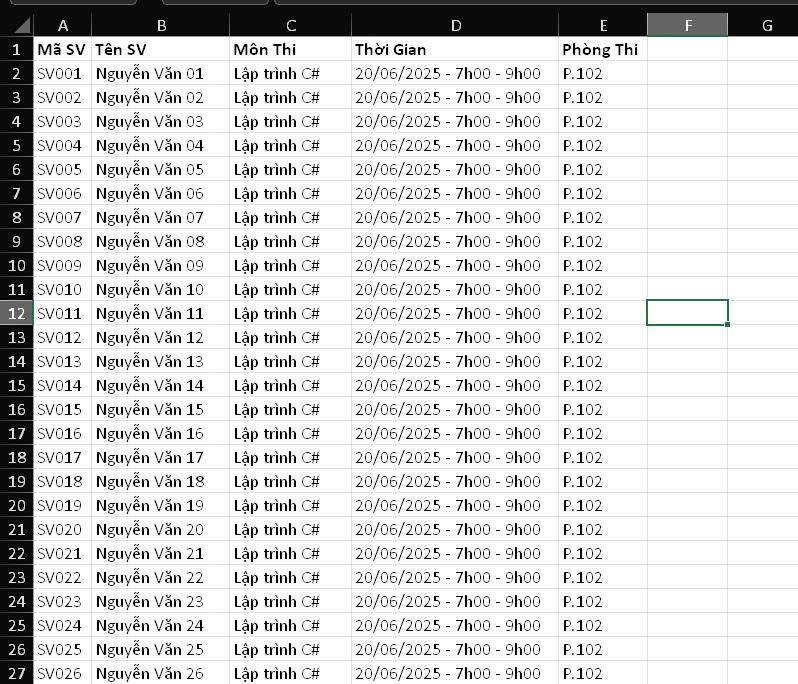 A B C D E F G
1 Mã SV Tên SV Môn Thi Thời Gian Phòng Thi
2 SV001 Nguyễn Văn 01 Lập trình C# 20/06/2025 - 7h00 - 9h00 P.102
3 SV002 Nguyễn Văn 02 Lập trình C# 20/06/2025 - 7h00 - 9h00 P.102
4 SV003 Nguyễn Văn 03 Lập trình C# 20/06/2025 - 7h00 - 9h00 P.102
5 SV004 Nguyễn Văn 04 Lập trình C# 20/06/2025 - 7h00 - 9h00 P.102
6 SV005 Nguyễn Văn 05 Lập trình C# 20/06/2025 - 7h00 - 9h00 P.102
7 SV006 Nguyễn Văn 06 Lập trình C# 20/06/2025 - 7h00 - 9h00 P.102
8 SV007 Nguyễn Văn 07 Lập trình C# 20/06/2025 - 7h00 - 9h00 P.102
9 SV008 Nguyễn Văn 08 Lập trình C# 20/06/2025 - 7h00 - 9h00 P.102
10 SV009 Nguyễn Văn 09 Lập trình C# 20/06/2025 - 7h00 - 9h00 P.102
11 SV010 Nguyễn Văn 10 Lập trình C# 20/06/2025 - 7h00 - 9h00 P.102
12 SV011 Nguyễn Văn 11 Lập trình C# 20/06/2025 - 7h00 - 9h00 P.102
13 SV012 Nguyễn Văn 12 Lập trình C# 20/06/2025 - 7h00 - 9h00 P.102
14 SV013 Nguyễn Văn 13 Lập trình C# 20/06/2025 - 7h00 - 9h00 P.102
15 SV014 Nguyễn Văn 14 Lập trình C# 20/06/2025 - 7h00 - 9h00 P.102
16 SV015 Nguyễn Văn 15 Lập trình C# 20/06/2025 - 7h00 - 9h00 P.102
17 SV016 Nguyễn Văn 16 Lập trình C# 20/06/2025 - 7h00 - 9h00 P.102
18 SV017 Nguyễn Văn 17 Lập trình C# 20/06/2025 - 7h00 - 9h00 P.102
19 SV018 Nguyễn Văn 18 Lập trình C# 20/06/2025 - 7h00 - 9h00 P.102
20 SV019 Nguyễn Văn 19 Lập trình C# 20/06/2025 - 7h00 - 9h00 P.102
21 SV020 Nguyễn Văn 20 Lập trình C# 20/06/2025 - 7h00 - 9h00 P.102
22 SV021 Nguyễn Văn 21 Lập trình C# 20/06/2025 - 7h00 - 9h00 P.102
23 SV022 Nguyễn Văn 22 Lập trình C# 20/06/2025 - 7h00 - 9h00 P.102
24 SV023 Nguyễn Văn 23 Lập trình C# 20/06/2025 - 7h00 - 9h00 P.102
25 SV024 Nguyễn Văn 24 Lập trình C# 20/06/2025 - 7h00 - 9h00 P.102
26 SV025 Nguyễn Văn 25 Lập trình C# 20/06/2025 - 7h00 - 9h00 P.102
27 SV026 Nguyễn Văn 26 Lập trình C# 20/06/2025 - 7h00 - 9h00 P.102